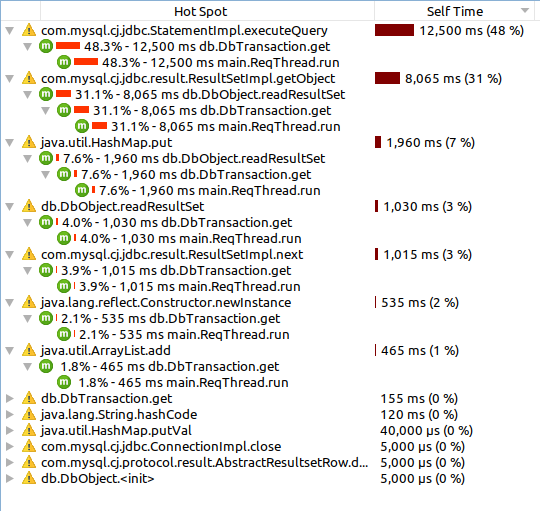 Hot Spot Self Time
com.mysql.cj.jdbc.StatementImpl.executeQuery 12,500 ms (48 %)
48.3% - 12,500 ms db.DbTransaction.get
48.3% - 12,500 ms main.ReqThread.run
com.mysql.cj.jdbc.result.ResultSetImpl.getObject 8,065 ms (31 %)
31.1% - 8,065 ms db.DbObject.readResultSet
31.1% - 8,065 ms db.DbTransaction.get
31.1% - 8,065 ms main.ReqThread.run
java.util.HashMap.put 1,960 ms (7 %)
7.6% - 1,960 ms db.DbObject.readResultSet
7.6% - 1,960 ms db.DbTransaction.get
7.6% - 1,960 ms main.ReqThread.run
db.DbObject.readResultSet 1,030 ms (3 %)
4.0% - 1,030 ms db.DbTransaction.get
4.0% - 1,030 ms main.ReqThread.run
com.mysql.cj.jdbc.result.ResultSetImpl.next 1,015 ms (3 %)
3.9% - 1,015 ms db.DbTransaction.get
3.9% - 1,015 ms main.ReqThread.run
java.lang.reflect.Constructor.newInstance 535 ms (2 %)
2.1% - 535 ms db.DbTransaction.get
2.1% - 535 ms main.ReqThread.run
java.util.ArrayList.add 465 ms (1 %)
1.8% - 465 ms db.DbTransaction.get
1.8% - 465 ms main.ReqThread.run
db.DbTransaction.get 155 ms (0 %)
java.lang.String.hashCode 120 ms (0 %)
java.util.HashMap.putVal 40,000 µs (0 %)
com.mysql.cj.jdbc.ConnectionImpl.close 5,000 µs (0 %)
com.mysql.cj.protocol.result.AbstractResultsetRow.d... 5,000 µs (0 %)
db.DbObject.<init> 5,000 µs (0 %)